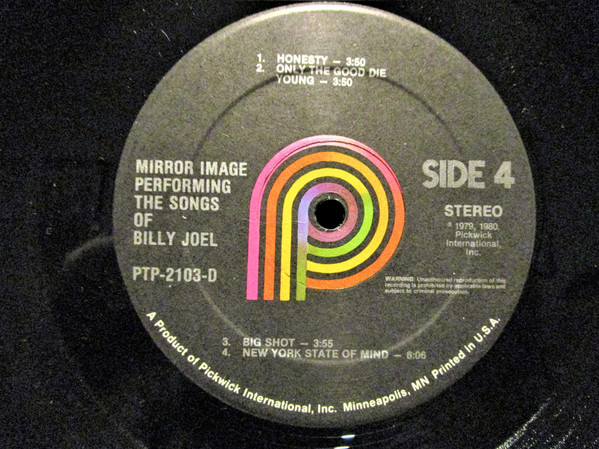 1. HONESTY – 3:50
2. ONLY THE GOOD DIE
YOUNG – 3:50
MIRROR IMAGE
PERFORMING
THE SONGS
OF
BILLY JOEL
PTP-2103-D
SIDE 4
STEREO
℗ 1979, 1980
Pickwick
International,
Inc.
WARNING: Unauthorized reproduction of this
recording is prohibited by applicable laws and
subject to criminal prosecution.
3. BIG SHOT – 3:55
4. NEW YORK STATE OF MIND – 6:06
A Product of Pickwick International, Inc. Minneapolis, MN Printed in U.S.A.